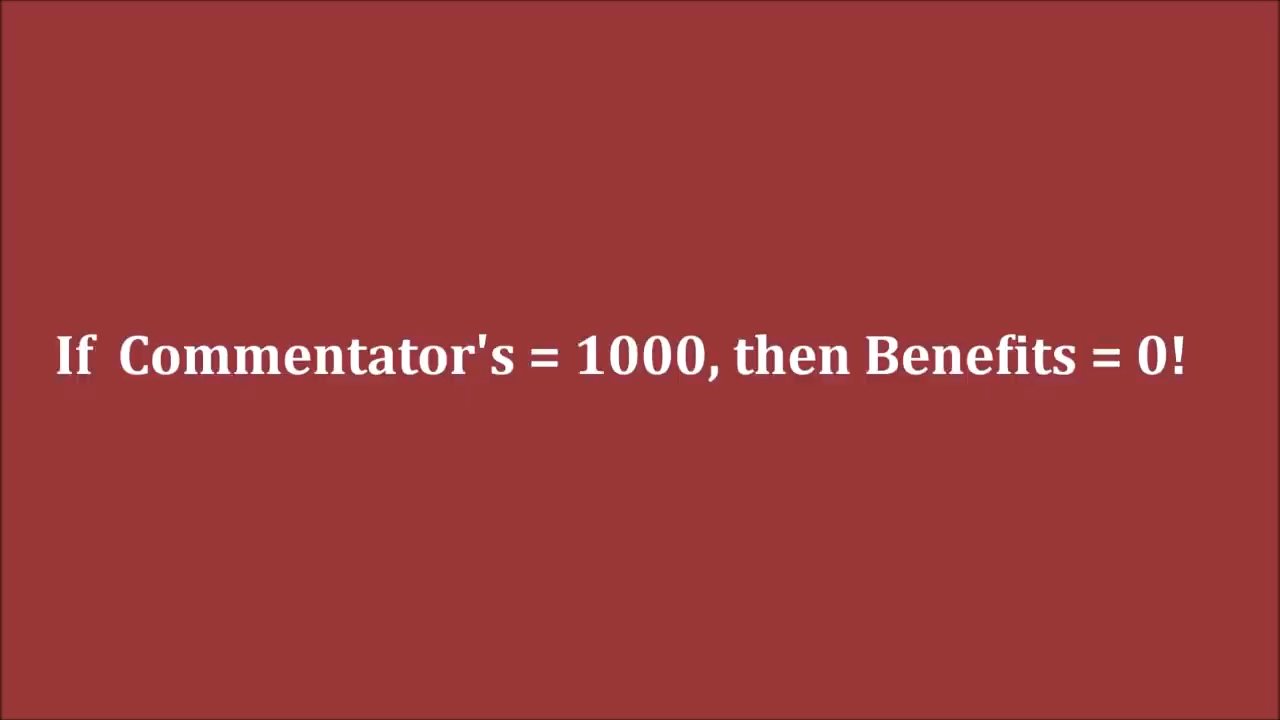 If  Commentator's = 1000, then Benefits = 0!